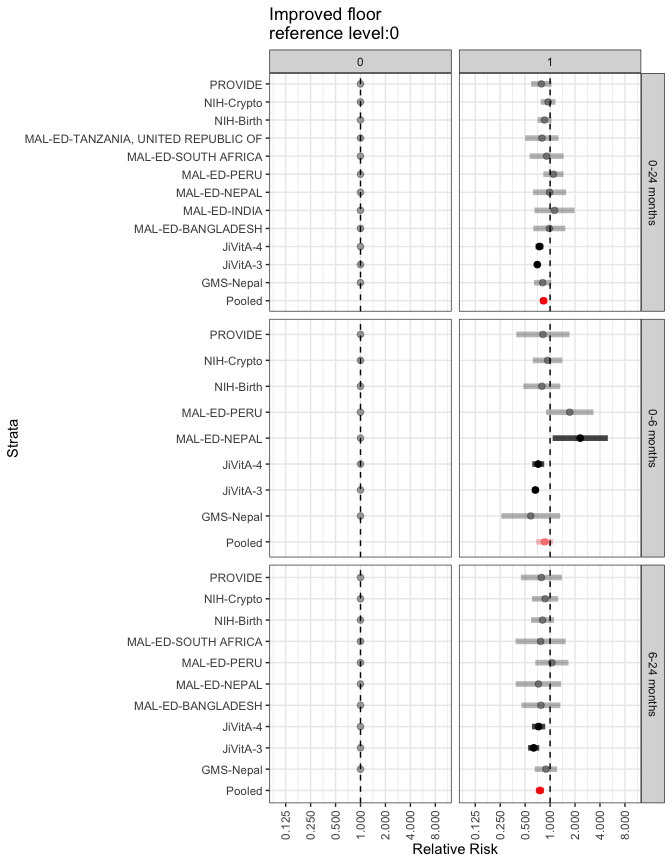 Improved floor
reference level:0
0
1
PROVIDE
NIH-Crypto
NIH-Birth
MAL-ED-TANZANIA, UNITED REPUBLIC OF
MAL-ED-SOUTH AFRICA
MAL-ED-PERU
MAL-ED-NEPAL
MAL-ED-INDIA
MAL-ED-BANGLADESH
JiVitA-4
JiVitA-3
GMS-Nepal
Pooled
0-24 months
PROVIDE
NIH-Crypto
NIH-Birth
MAL-ED-PERU
MAL-ED-NEPAL
JiVitA-4
JiVitA-3
GMS-Nepal
Pooled
0-6 months
Strata
PROVIDE
NIH-Crypto
NIH-Birth
MAL-ED-SOUTH AFRICA
MAL-ED-PERU
MAL-ED-NEPAL
MAL-ED-BANGLADESH
JiVitA-4
JiVitA-3
GMS-Nepal
Pooled
6-24 months
0.125 0.250 0.500 1.000 2.000 4.000 8.000
0.125 0.250 0.500 1.000 2.000 4.000 8.000
Relative Risk